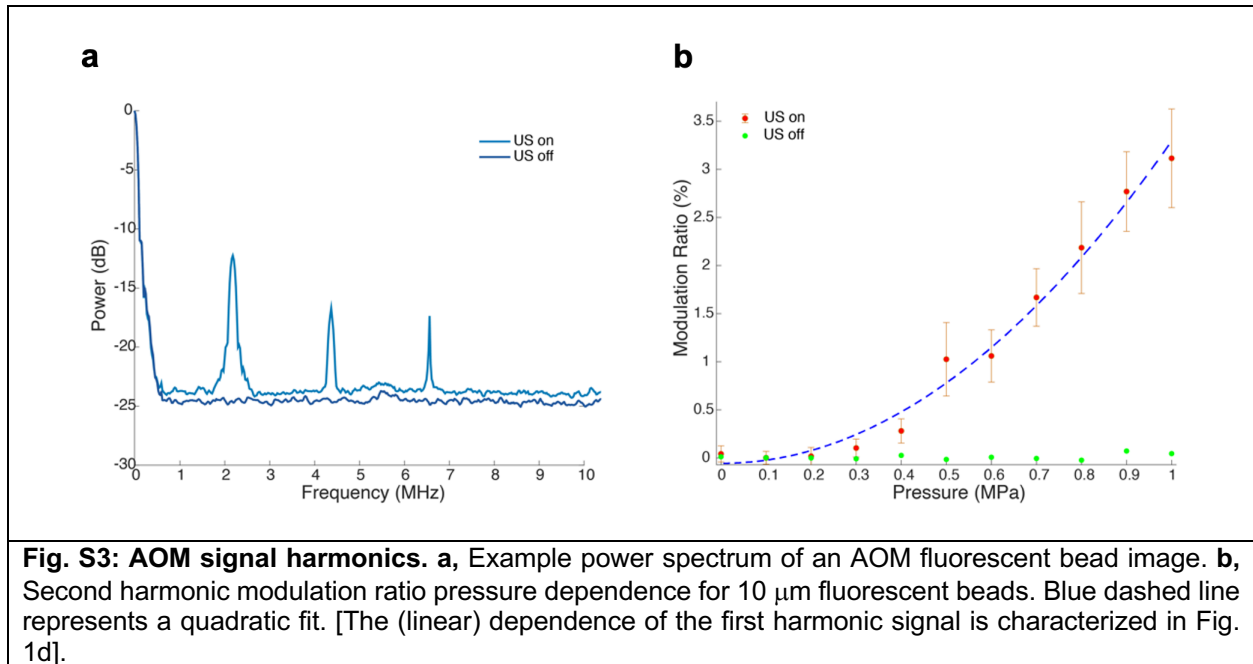 a
0
-5
-10
-15
-20
-25
-30
Power (dB)
US on
US off
0 1 2 3 4 5 6 7 8 9 10
Frequency (MHz)
b
3.5
3
2.5
2
1.5
1
0.5
0
Modulation Ratio (%)
US on
US off
0 0.1 0.2 0.3 0.4 0.5 0.6 0.7 0.8 0.9 1
Pressure (MPa)
Fig. S3: AOM signal harmonics. a, Example power spectrum of an AOM fluorescent bead image. b,
Second harmonic modulation ratio pressure dependence for 10 μm fluorescent beads. Blue dashed line
represents a quadratic fit. [The (linear) dependence of the first harmonic signal is characterized in Fig.
1d].